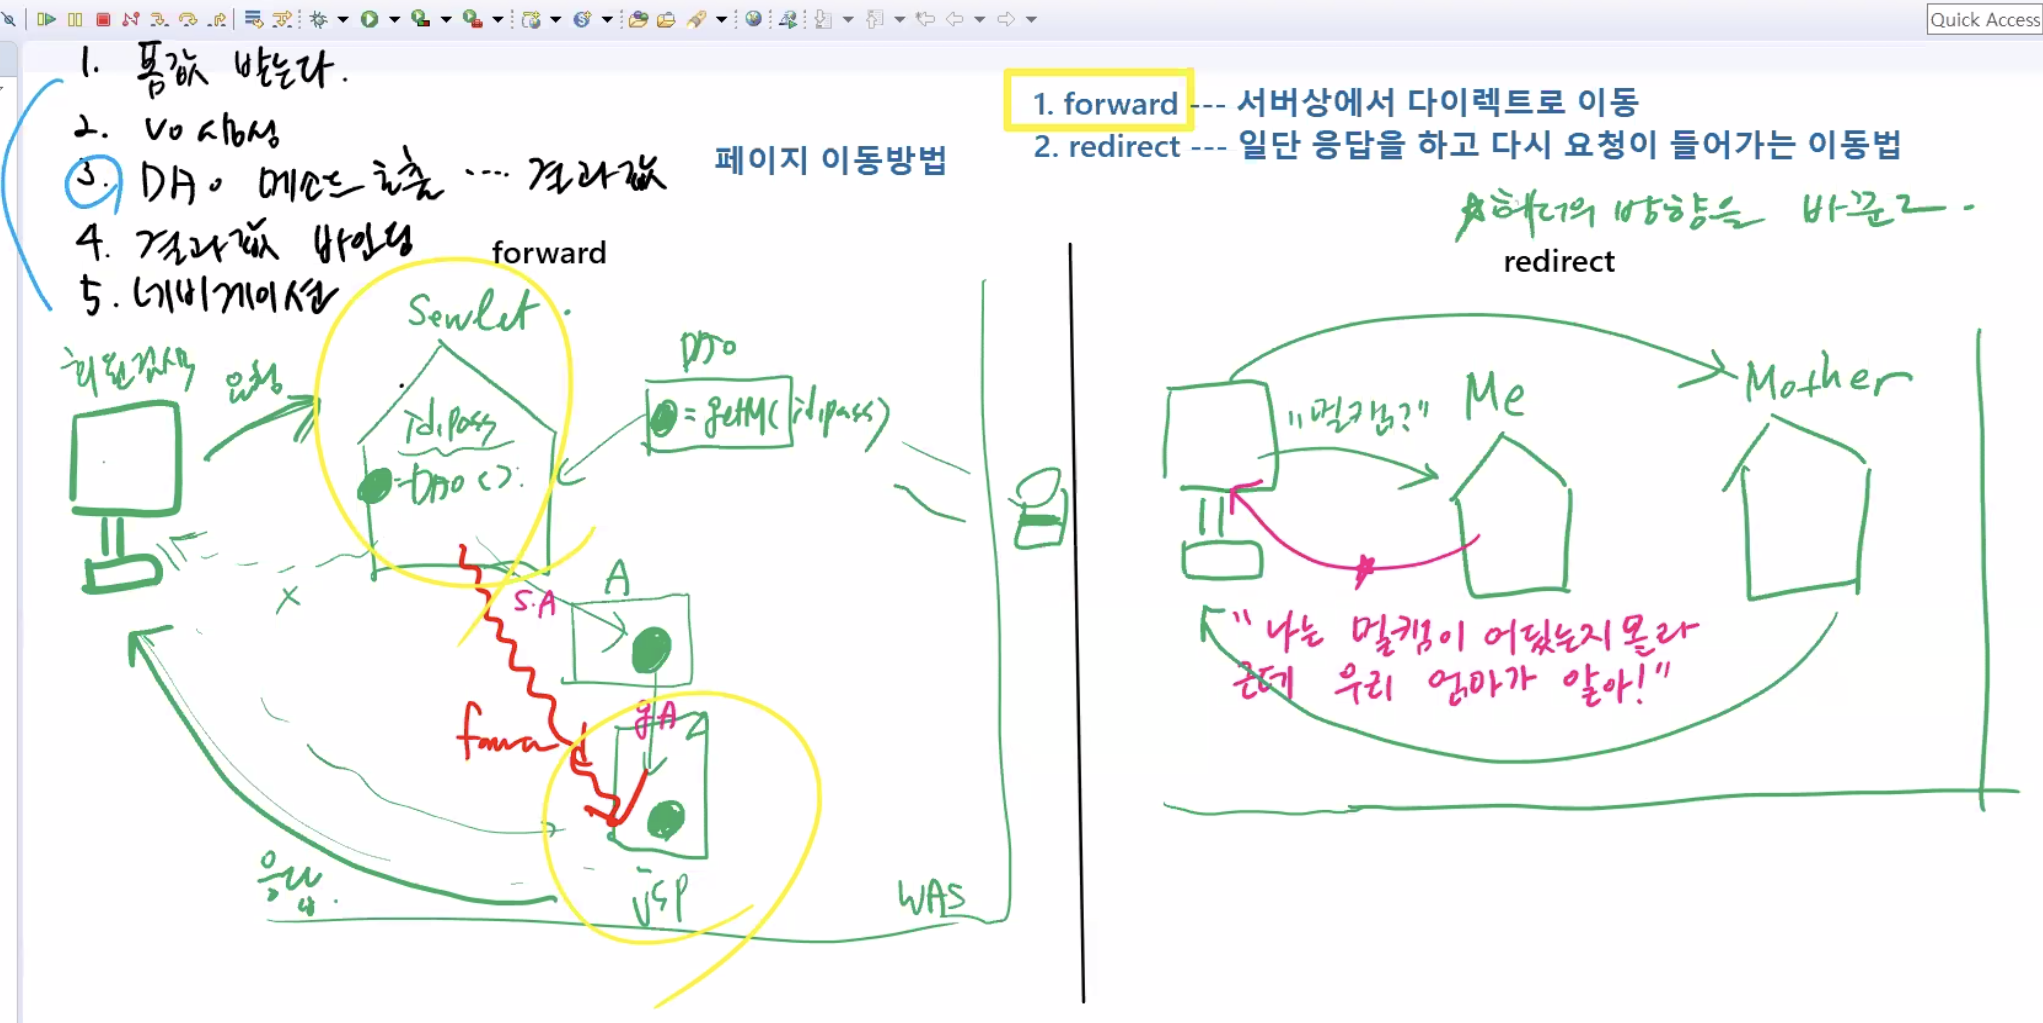 Quick Access
1. 폼값 받는다.
2. VO 생성
3. DAO 메소드 호출 ... 결과값
4. 결과값 바인딩
5. 네비게이션
페이지 이동방법
1. forward --- 서버상에서 다이렉트로 이동
2. redirect --- 일단 응답을 하고 다시 요청이 들어가는 이동법
헤더의 방향을 바꾼고.
forward
Servlet.
회원검색
요청
id,pass
=DAO();
DAO
=getM(id,pass)
x
S.A
A
forward
gA
JSP
응답.
WAS
redirect
"멀캠?"
Me
Mother
"나는 멀캠이 어딨는지 몰라
근데 우리 엄마가 알아!"